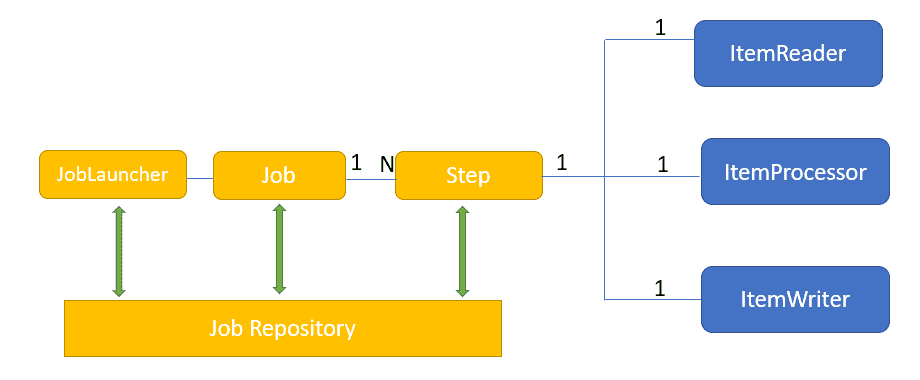 1
ItemReader
JobLauncher
Job
1
N
Step
1
1
ItemProcessor
1
ItemWriter
Job Repository